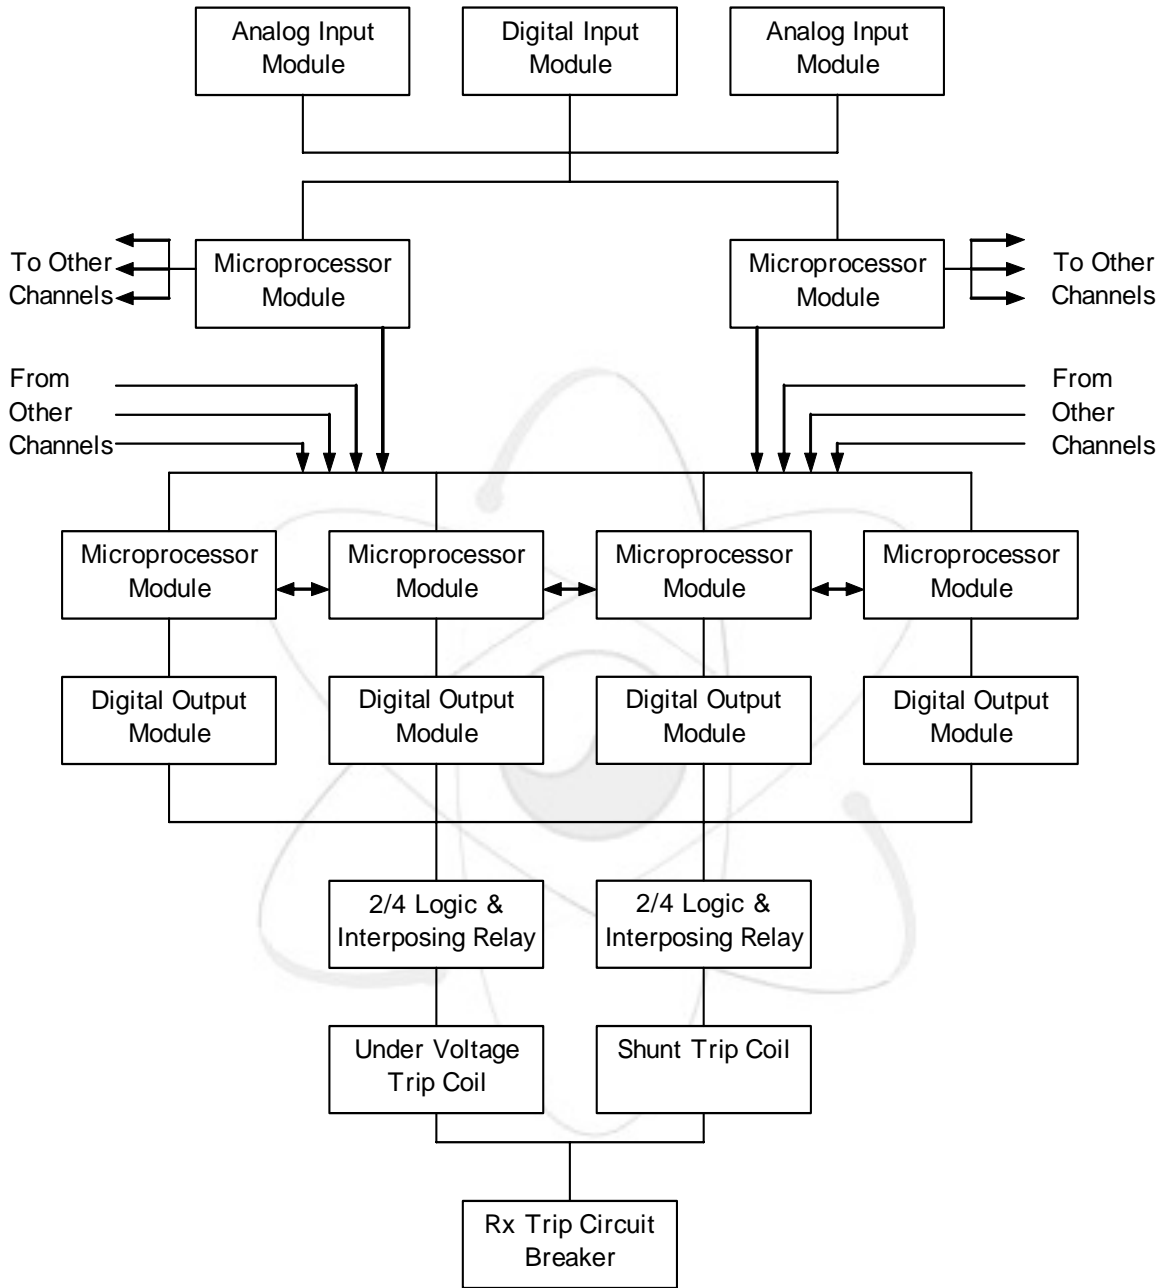 Analog Input
Module
Digital Input
Module
Analog Input
Module
To Other
Channels
Microprocessor
Module
Microprocessor
Module
To Other
Channels
From
Other
Channels
From
Other
Channels
Microprocessor
Module
Microprocessor
Module
Microprocessor
Module
Microprocessor
Module
Digital Output
Module
Digital Output
Module
Digital Output
Module
Digital Output
Module
2/4 Logic &
Interposing Relay
2/4 Logic &
Interposing Relay
Under Voltage
Trip Coil
Shunt Trip Coil
Rx Trip Circuit
Breaker